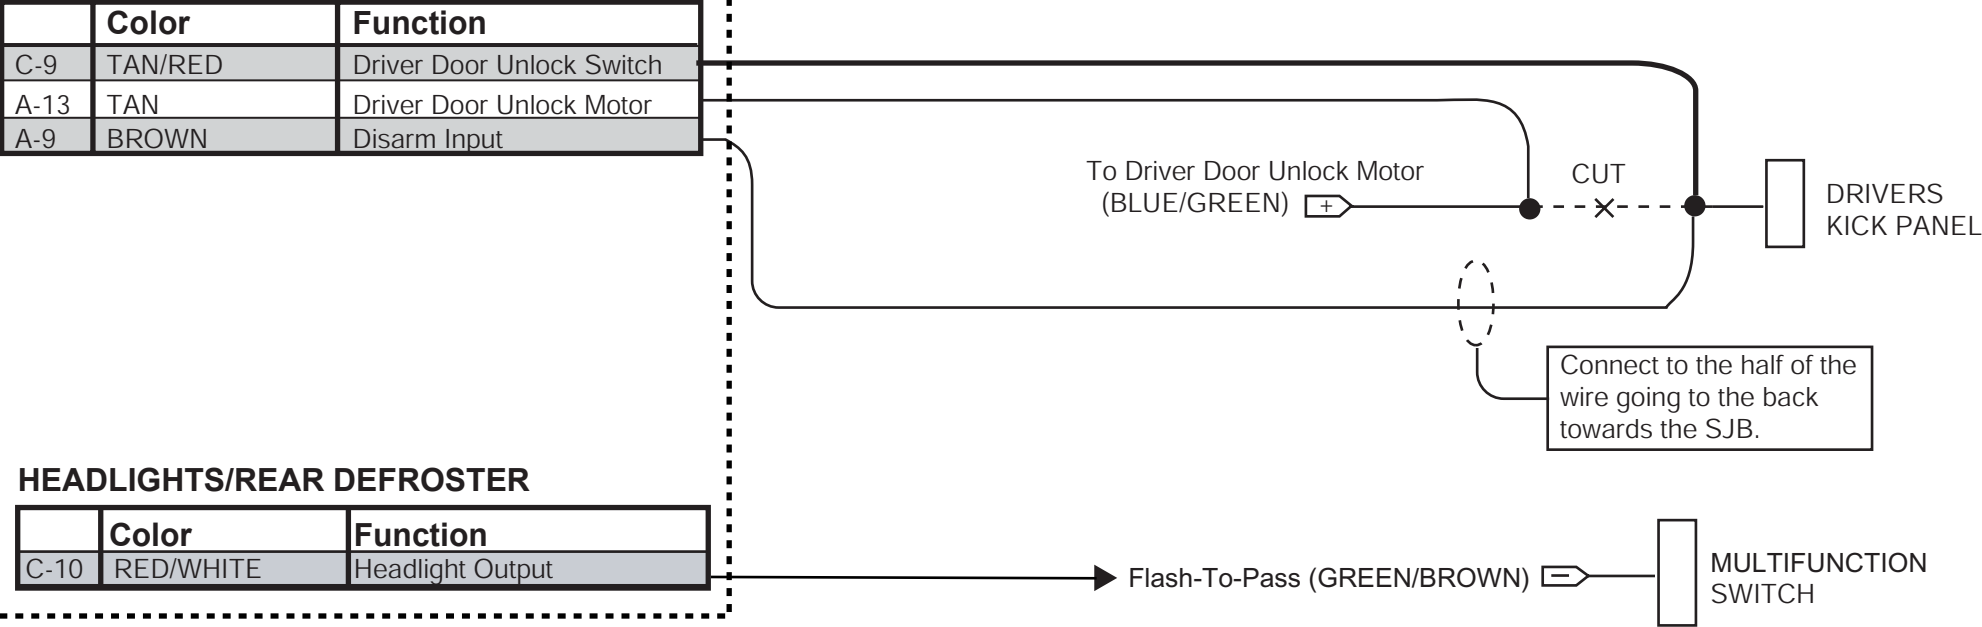 Color Function
C-9 TAN/RED Driver Door Unlock Switch
A-13 TAN Driver Door Unlock Motor
A-9 BROWN Disarm Input
To Driver Door Unlock Motor
(BLUE/GREEN) +
CUT
DRIVERS
KICK PANEL
Connect to the half of the
wire going to the back
towards the SJB.
HEADLIGHTS/REAR DEFROSTER
Color Function
C-10 RED/WHITE Headlight Output
Flash-To-Pass (GREEN/BROWN) −
MULTIFUNCTION
SWITCH